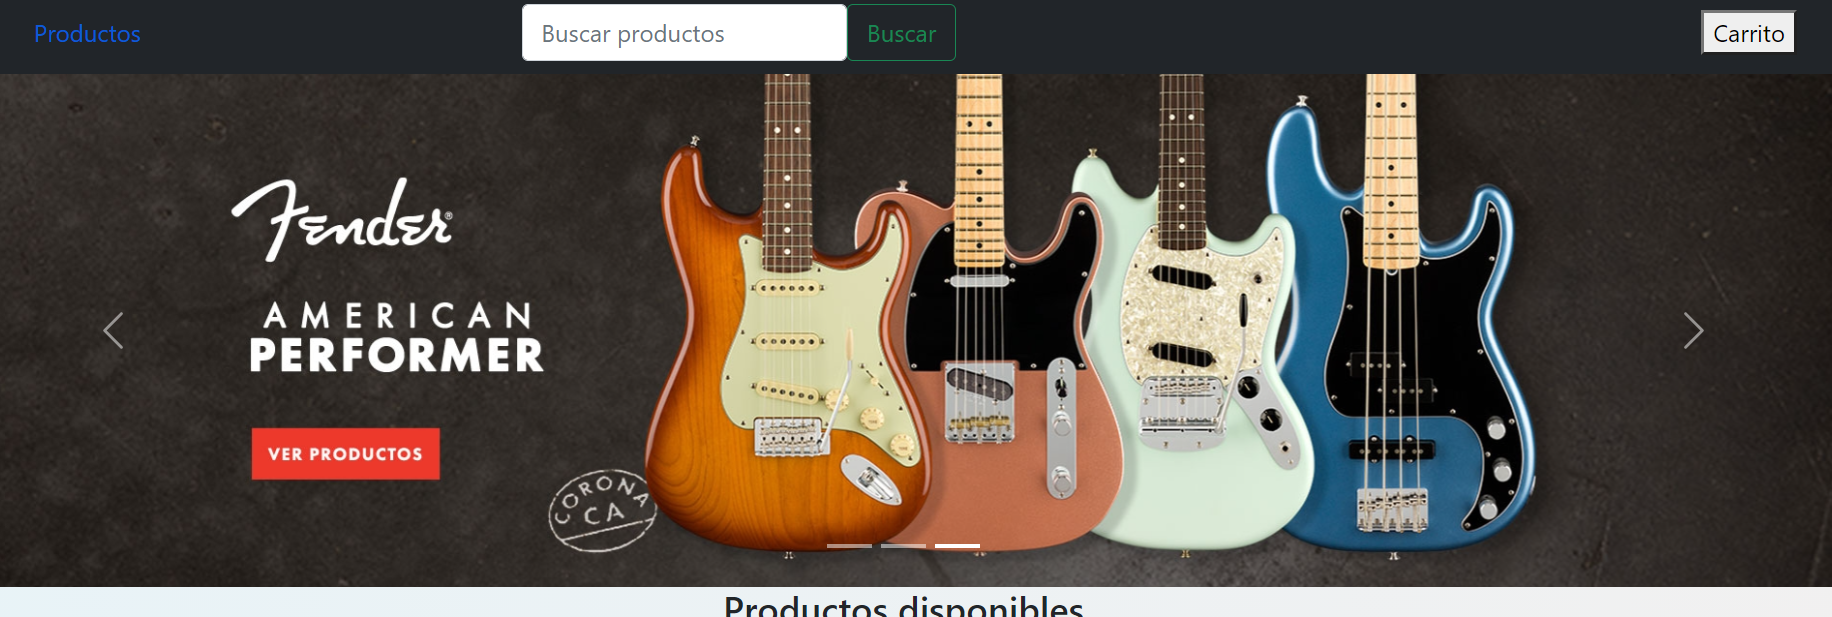 Productos
Buscar productos
Buscar
Carrito
Fender®
AMERICAN
PERFORMER
VER PRODUCTOS
CORONA
CA
Productos disponibles